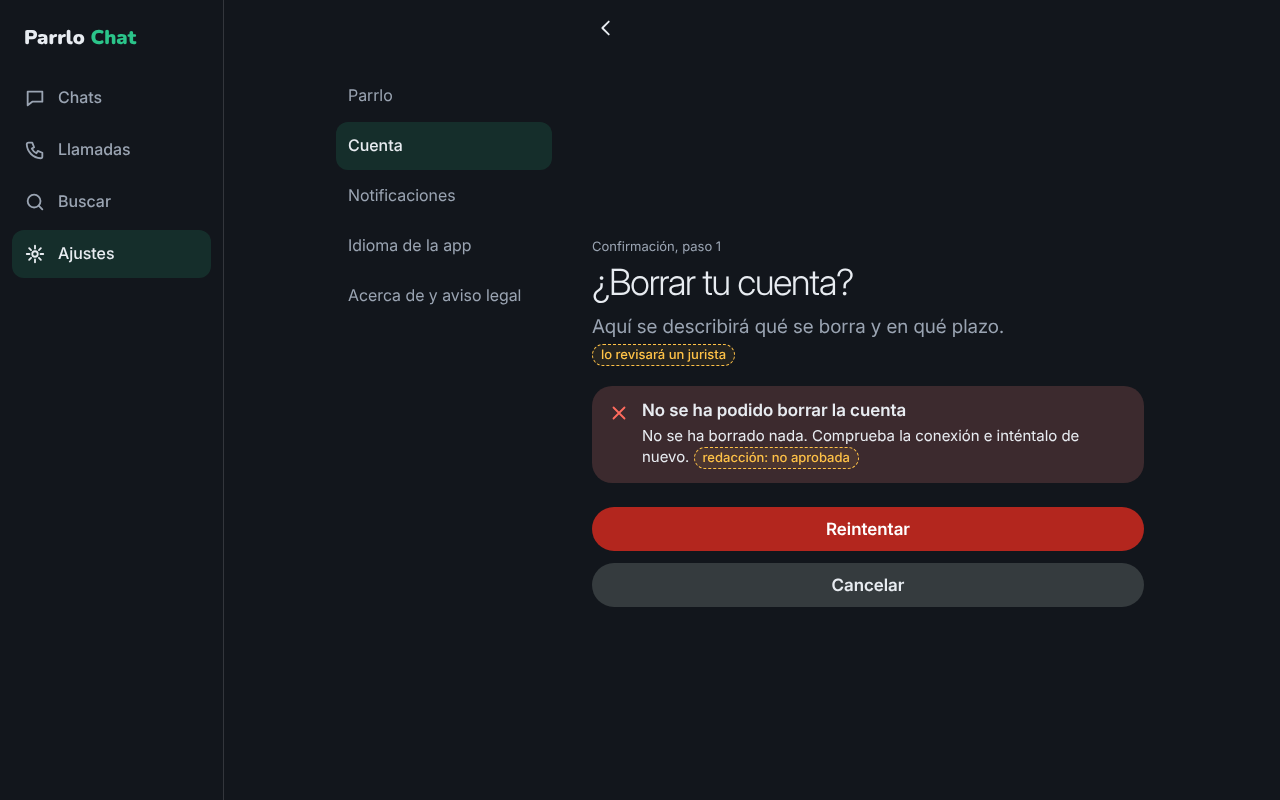 Parrlo Chat
Chats
Llamadas
Buscar
Ajustes
Parrlo
Cuenta
Notificaciones
Idioma de la app
Acerca de y aviso legal
Confirmación, paso 1
¿Borrar tu cuenta?
Aquí se describirá qué se borra y en qué plazo.
lo revisará un jurista
No se ha podido borrar la cuenta
No se ha borrado nada. Comprueba la conexión e inténtalo de
nuevo. redacción: no aprobada
Reintentar
Cancelar